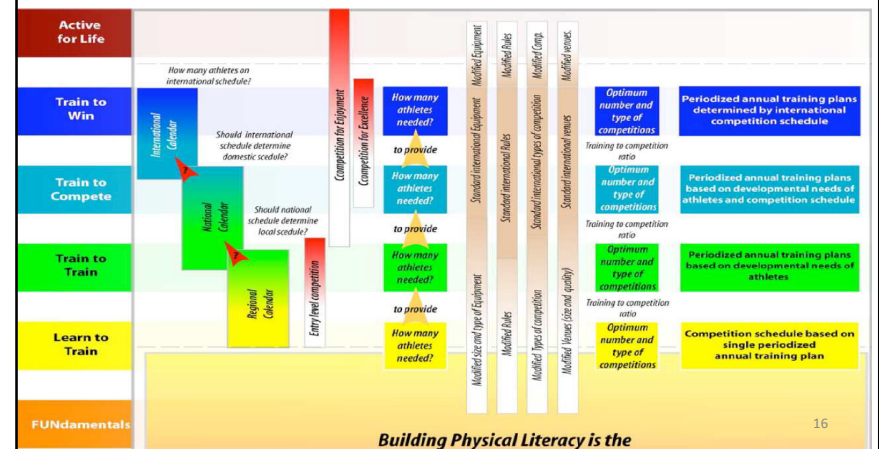 Active
for Life
Train to
Win
Train to
Compete
Train to
Train
Learn to
Train
FUNdamentals
How many athletes on
international schedule?
International
Calendar
Should international
schedule determine
domestic scedule?
?
National
Calendar
Should national
schedule determine
local scedule?
?
Regional
Calendar
Entry level competition
Ccompetition for Enjoyment
Ccompetition for Excellence
How many
athletes
needed?
to provide
How many
athletes
needed?
to provide
How many
athletes
needed?
to provide
How many
athletes
needed?
Modified Equipment
Standard international Equipment
Modified size and type of Equipment
Modified Rules
Standard international Rules
Modified Rules
Modified Comp.
Standard international types of competition
Modified Types of competition
Modified venues.
Standard international venues
Modified Venues (size and quality)
Optimum
number and
type of
competitions
Training to competition
ratio
Optimum
number and
type of
competitions
Training to competition
ratio
Optimum
number and
type of
competitions
Training to competition
ratio
Optimum
number and
type of
competitions
Periodized annual training plans
determined by international
competition schedule
Periodized annual training plans
based on developmental needs of
athletes and competition schedule
Periodized annual training plans
based on developmental needs of
athletes
Competition schedule based on
single periodized
annual training plan
16
Building Physical Literacy is the